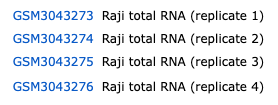 GSM3043273 Raji total RNA (replicate 1)
GSM3043274 Raji total RNA (replicate 2)
GSM3043275 Raji total RNA (replicate 3)
GSM3043276 Raji total RNA (replicate 4)